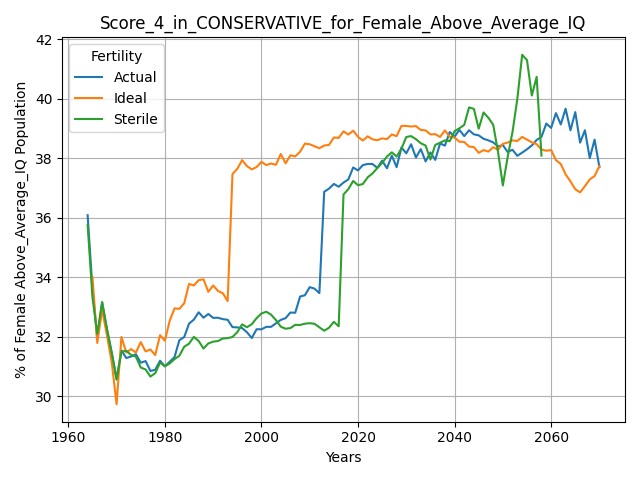 Score_4_in_CONSERVATIVE_for_Female_Above_Average_IQ
Fertility
Actual
Ideal
Sterile
% of Female Above_Average_IQ Population
42
40
38
36
34
32
30
1960
1980
2000
2020
2040
2060
Years